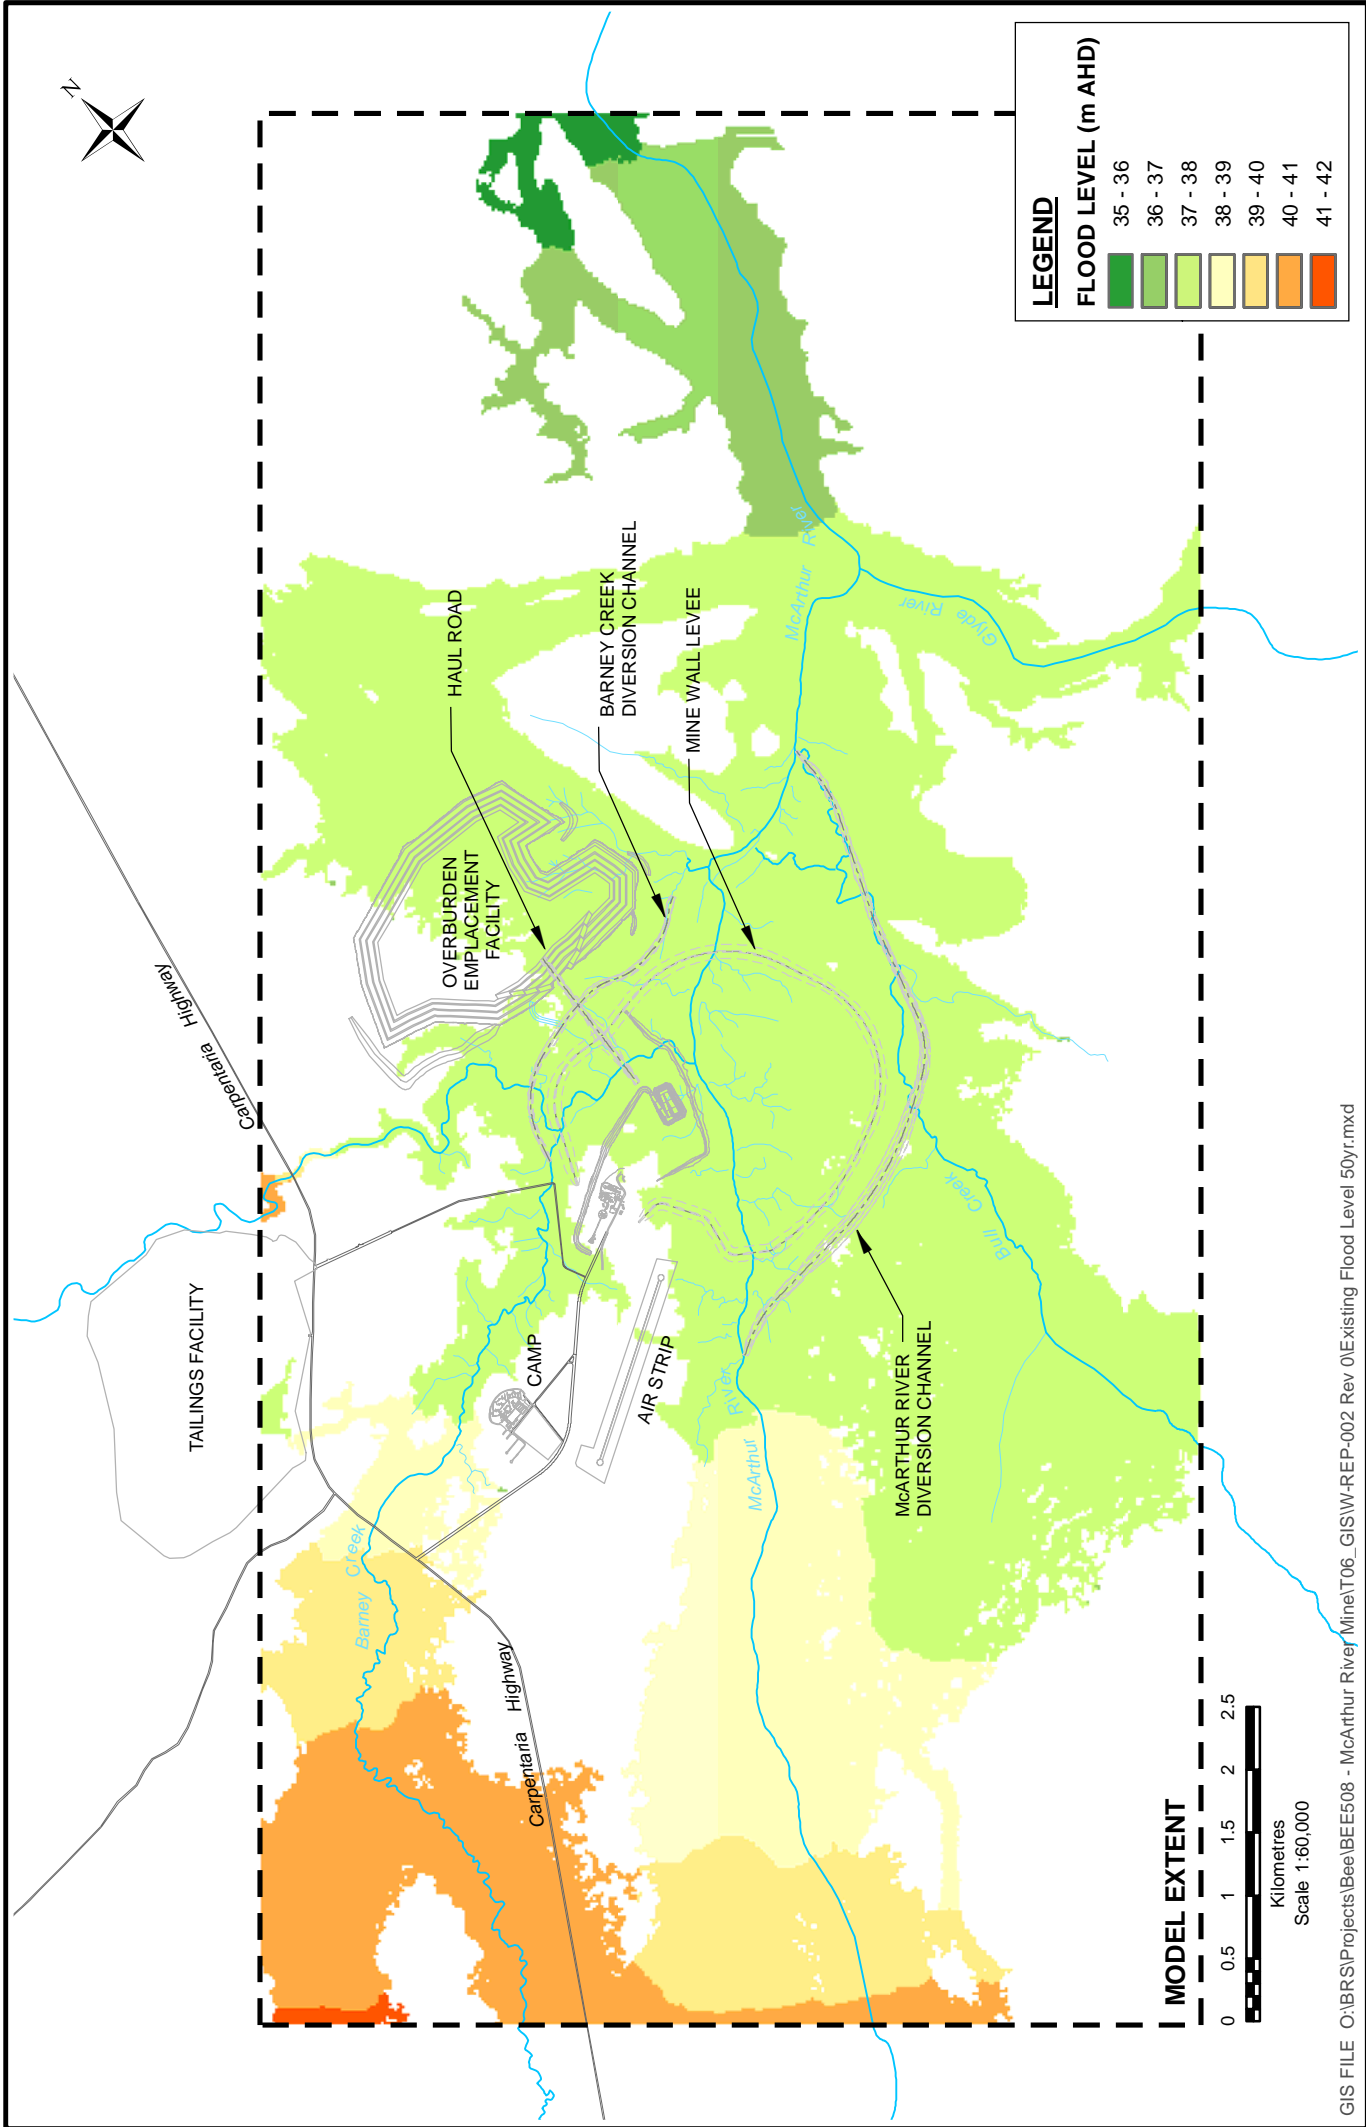 N
LEGEND
FLOOD LEVEL (m AHD)
35 - 36
36 - 37
37 - 38
38 - 39
39 - 40
40 - 41
41 - 42
Carpentaria Highway
TAILINGS FACILITY
HAUL ROAD
OVERBURDEN
EMPLACEMENT
FACILITY
BARNEY CREEK
DIVERSION CHANNEL
MINE WALL LEVEE
McArthur River
Glyde River
Barney Creek
CAMP
AIR STRIP
Carpentaria Highway
McArthur River
Bull Creek
McARTHUR RIVER
DIVERSION CHANNEL
MODEL EXTENT
0 0.5 1 1.5 2 2.5
Kilometres
Scale 1:60,000
GIS FILE O:\BRS\Projects\Bee\BEE508 - McArthur River Mine\T06_GIS\W-REP-002 Rev 0\Existing Flood Level 50yr.mxd